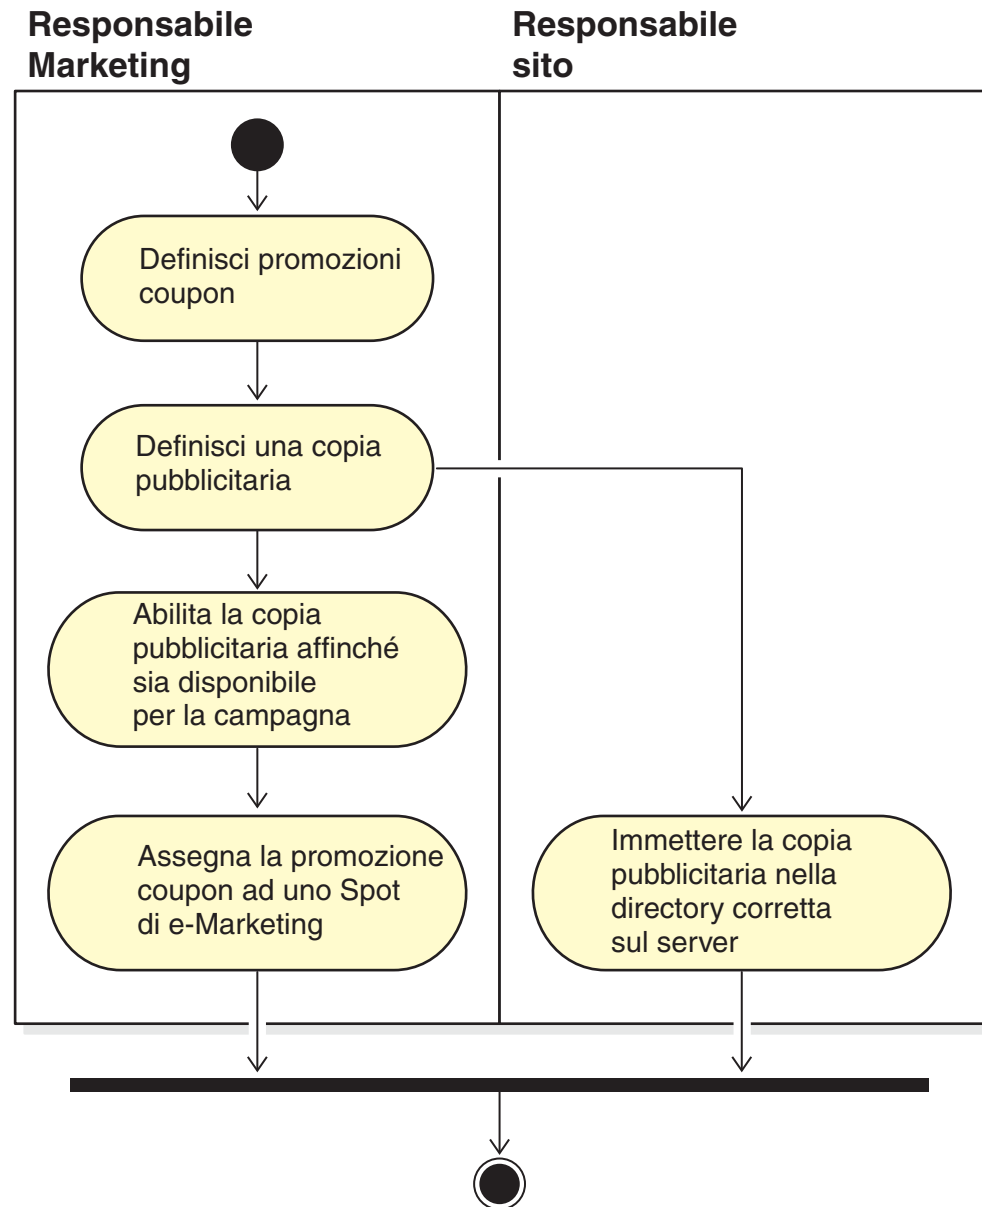 Responsabile
Marketing
Responsabile
sito
Definisci promozioni
coupon
Definisci una copia
pubblicitaria
Abilita la copia
pubblicitaria affinché
sia disponibile
per la campagna
Assegna la promozione
coupon ad uno Spot
di e-Marketing
Immettere la copia
pubblicitaria nella
directory corretta
sul server